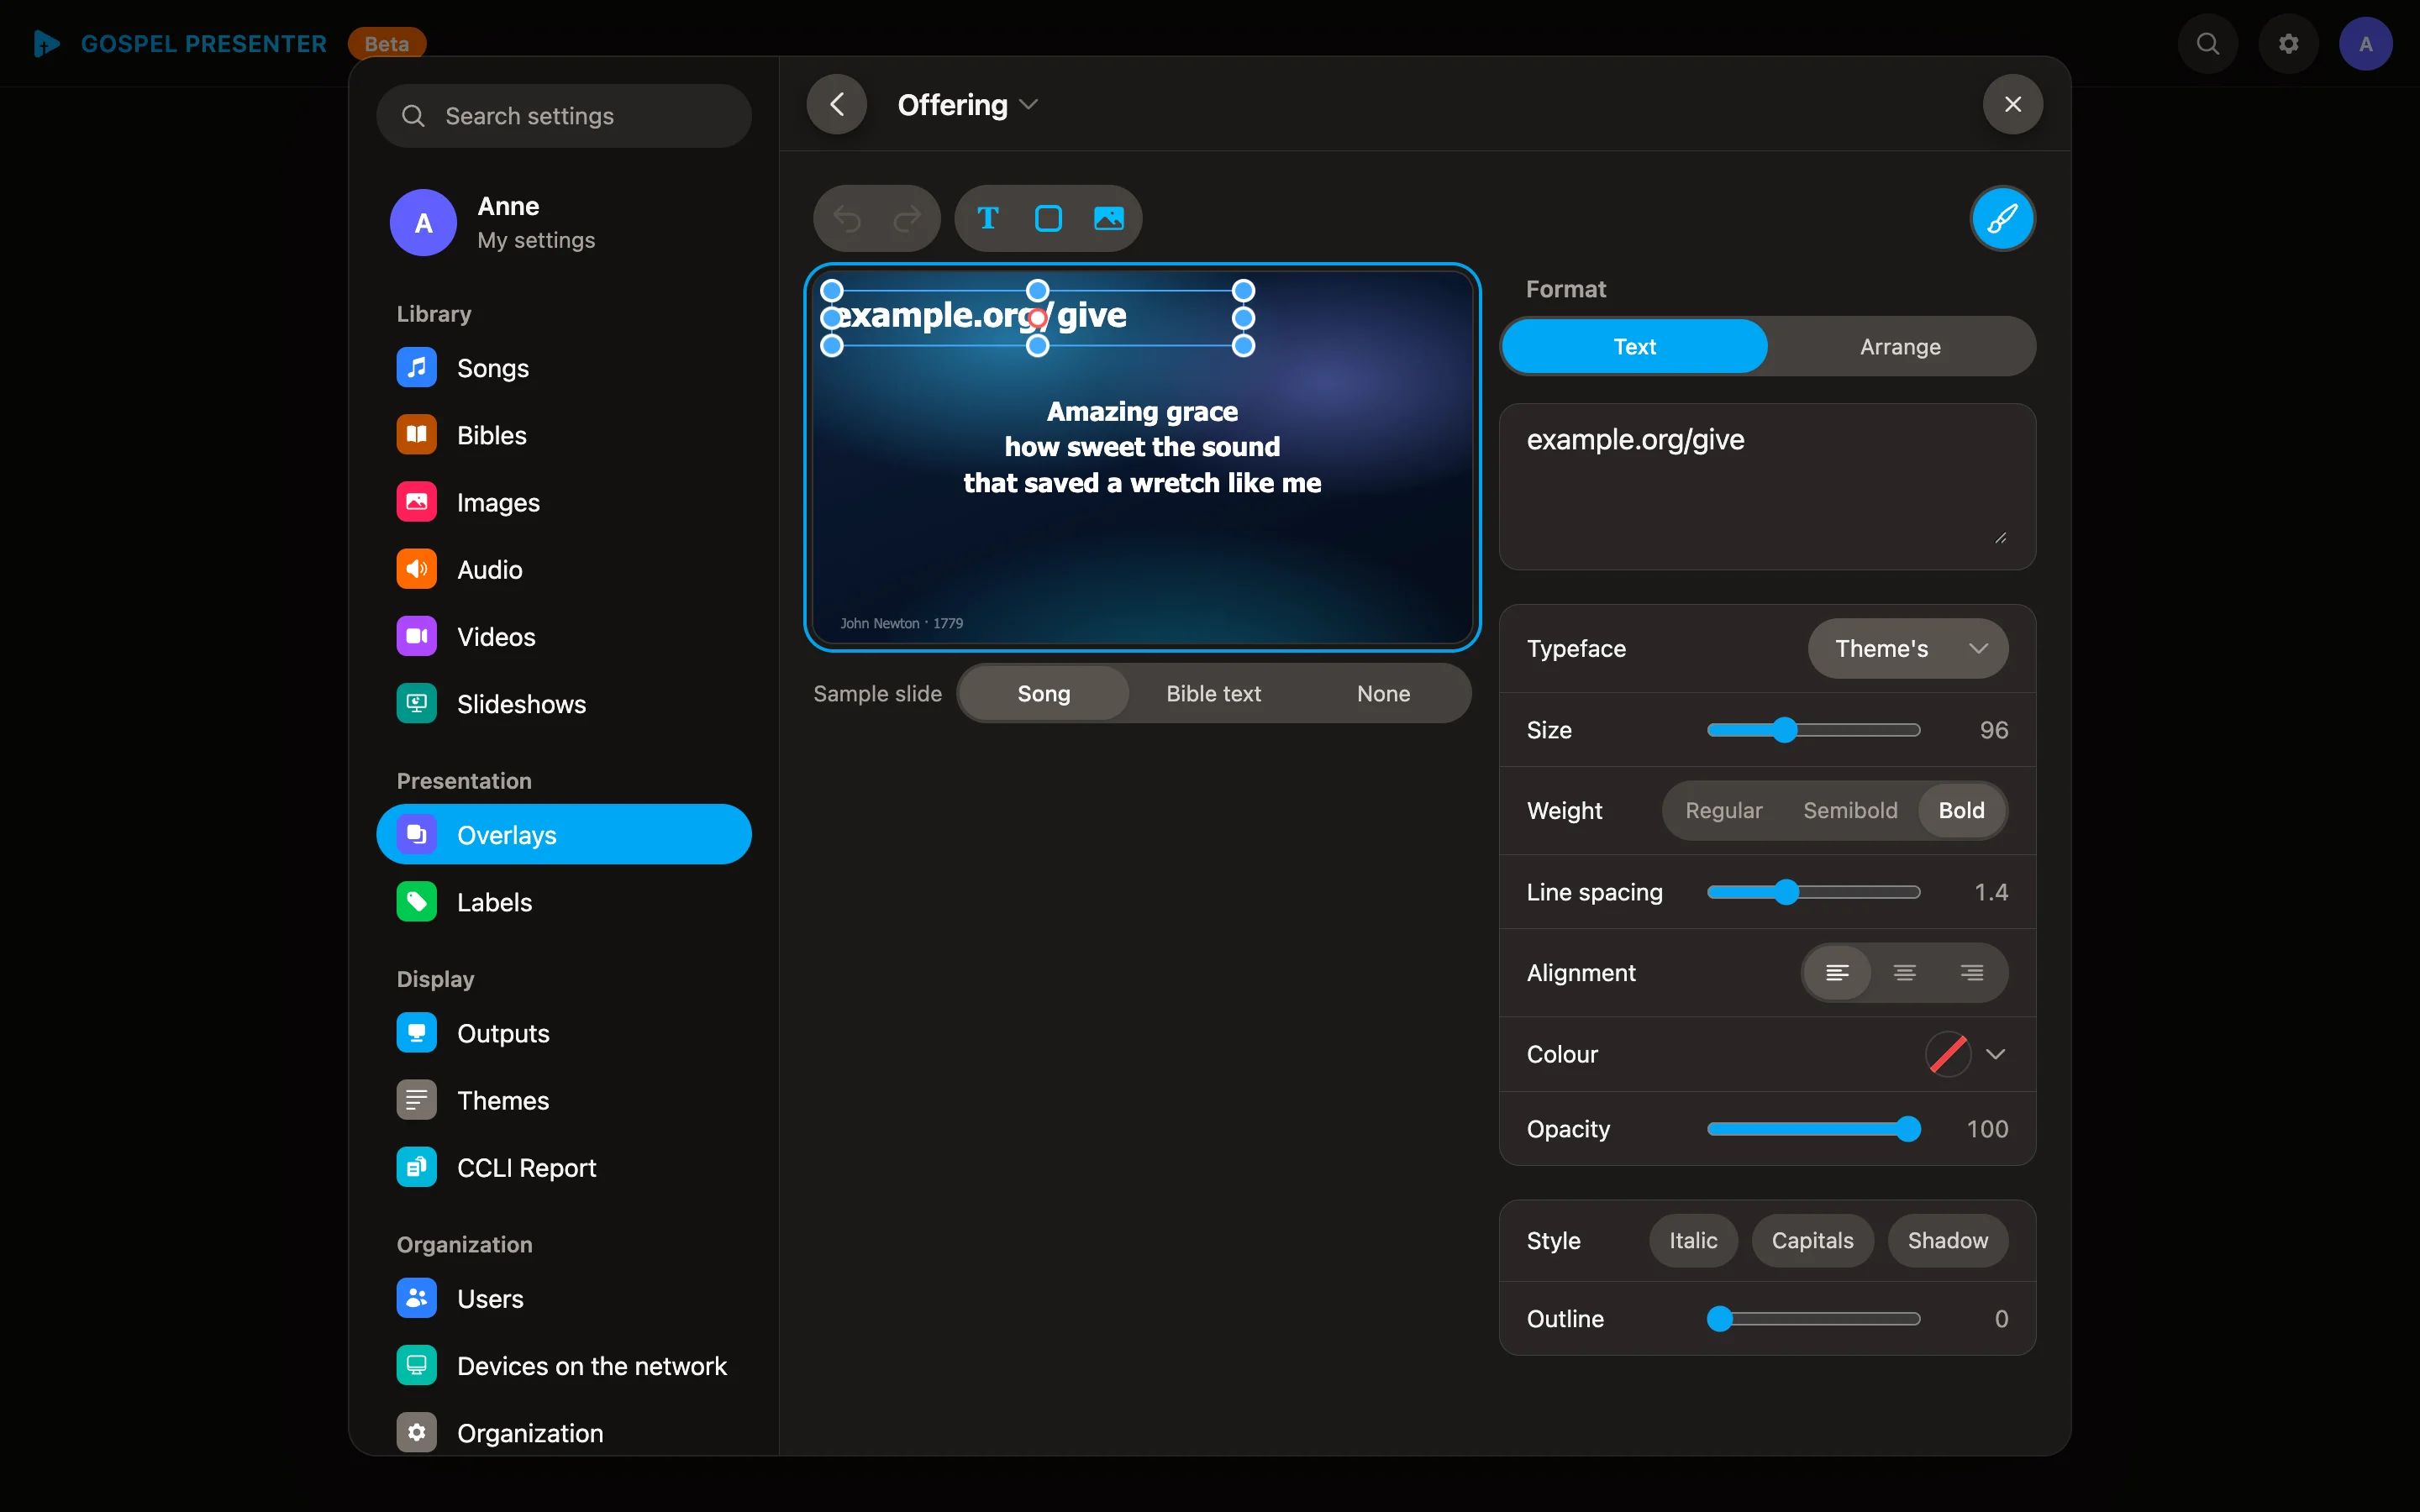 GOSPEL PRESENTER
Beta
A
Search settings
A
Anne
My settings
Library
Songs
Bibles
Images
Audio
Videos
Slideshows
Presentation
Overlays
Labels
Display
Outputs
Themes
CCLI Report
Organization
Users
Devices on the network
Organization
Offering
T
example.org/give
Amazing grace
how sweet the sound
that saved a wretch like me
John Newton · 1779
Sample slide
Song
Bible text
None
Format
Text
Arrange
example.org/give
Typeface
Theme's
Size
96
Weight
Regular
Semibold
Bold
Line spacing
1.4
Alignment
Colour
Opacity
100
Style
Italic
Capitals
Shadow
Outline
0